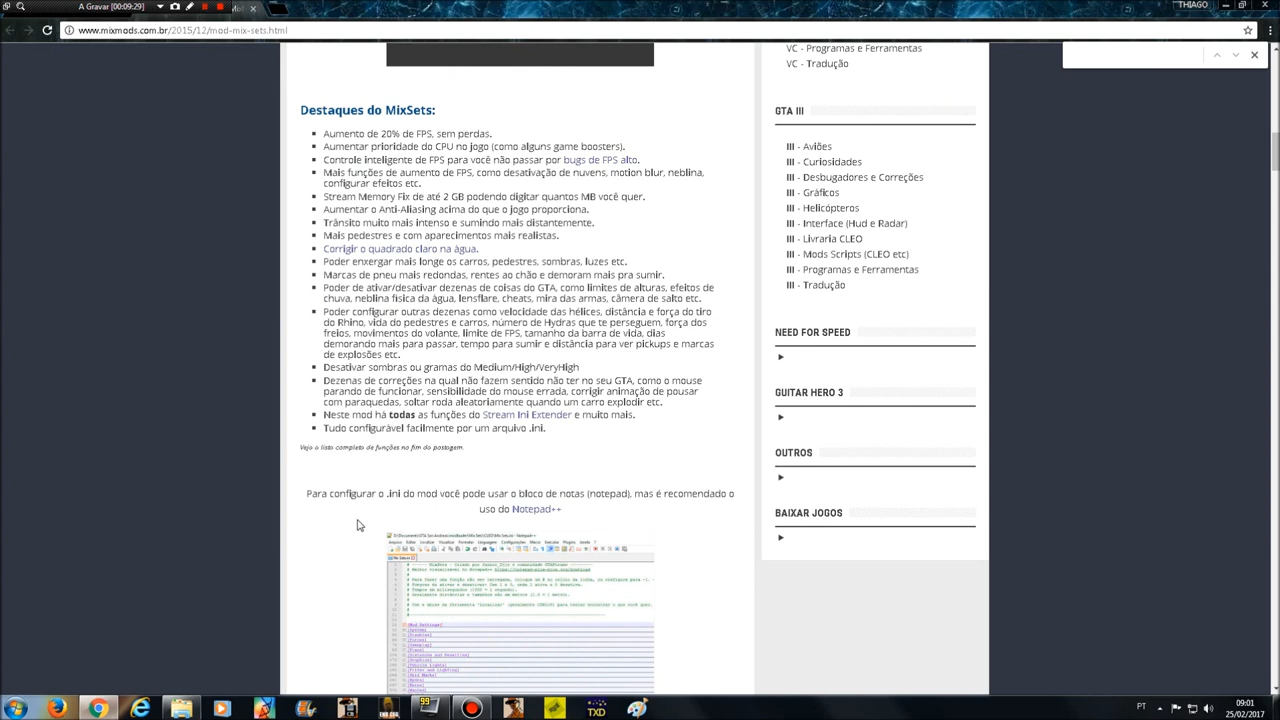 A Gravar [00:09:29]
THIAGO
www.mixmods.com.br/2015/12/mod-mix-sets.html
VC - Programas e Ferramentas
VC - Tradução
Destaques do MixSets:
Aumento de 20% de FPS, sem perdas.
Aumentar prioridade do CPU no jogo (como alguns game boosters).
Controle inteligente de FPS para você não passar por bugs de FPS alto.
Mais funções de aumento de FPS, como desativação de nuvens, motion blur, neblina,
configurar efeitos etc.
Stream Memory Fix de até 2 GB podendo digitar quantos MB você quer.
Aumentar o Anti-Aliasing acima do que o jogo proporciona.
Trânsito muito mais intenso e sumindo mais distantemente.
Mais pedestres e com aparecimentos mais realistas.
Corrigir o quadrado claro na água.
Poder enxergar mais longe os carros, pedestres, sombras, luzes etc.
Marcas de pneu mais redondas, rentes ao chão e demoram mais pra sumir.
Poder de ativar/desativar dezenas de coisas do GTA, como limites de alturas, efeitos de
chuva, neblina física da água, lensflare, cheats, mira das armas, câmera de salto etc.
Poder configurar outras dezenas como velocidade das hélices, distância e força do tiro
do Rhino, vida do pedestres e carros, número de Hydras que te perseguem, força dos
freios, movimentos do volante, limite de FPS, tamanho da barra de vida, dias
demorando mais para passar, tempo para sumir e distância para ver pickups e marcas
de explosões etc.
Desativar sombras ou gramas do Medium/High/VeryHigh
Dezenas de correções na qual não fazem sentido não ter no seu GTA, como o mouse
parando de funcionar, sensibilidade do mouse errada, corrigir animação de pousar
com paraquedas, soltar roda aleatoriamente quando um carro explodir etc.
Neste mod há todas as funções do Stream Ini Extender e muito mais.
Tudo configurável facilmente por um arquivo .ini.
Veja a lista completa de funções no fim da postagem.
Para configurar o .ini do mod você pode usar o bloco de notas (notepad), mas é recomendado o
uso do Notepad++
GTA III
III - Aviões
III - Curiosidades
III - Desbugadores e Correções
III - Gráficos
III - Helicópteros
III - Interface (Hud e Radar)
III - Livraria CLEO
III - Mods Scripts (CLEO etc)
III - Programas e Ferramentas
III - Tradução
NEED FOR SPEED
GUITAR HERO 3
OUTROS
BAIXAR JOGOS
99
TXD
PT
09:01
25/02/2017